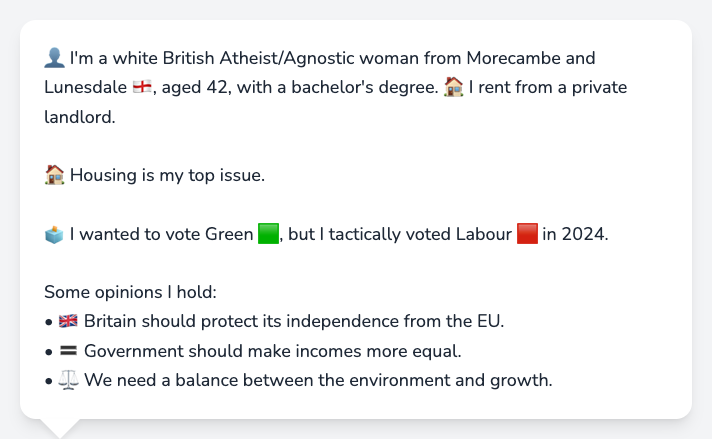 👤 I'm a white British Atheist/Agnostic woman from Morecambe and
Lunesdale 🏴󠁧󠁢󠁥󠁮󠁧󠁿, aged 42, with a bachelor's degree. 🏠 I rent from a private
landlord.
🏠 Housing is my top issue.
🗳️ I wanted to vote Green 🟩, but I tactically voted Labour 🟥 in 2024.
Some opinions I hold:
• 🇬🇧 Britain should protect its independence from the EU.
• 🟰 Government should make incomes more equal.
• ⚖️ We need a balance between the environment and growth.